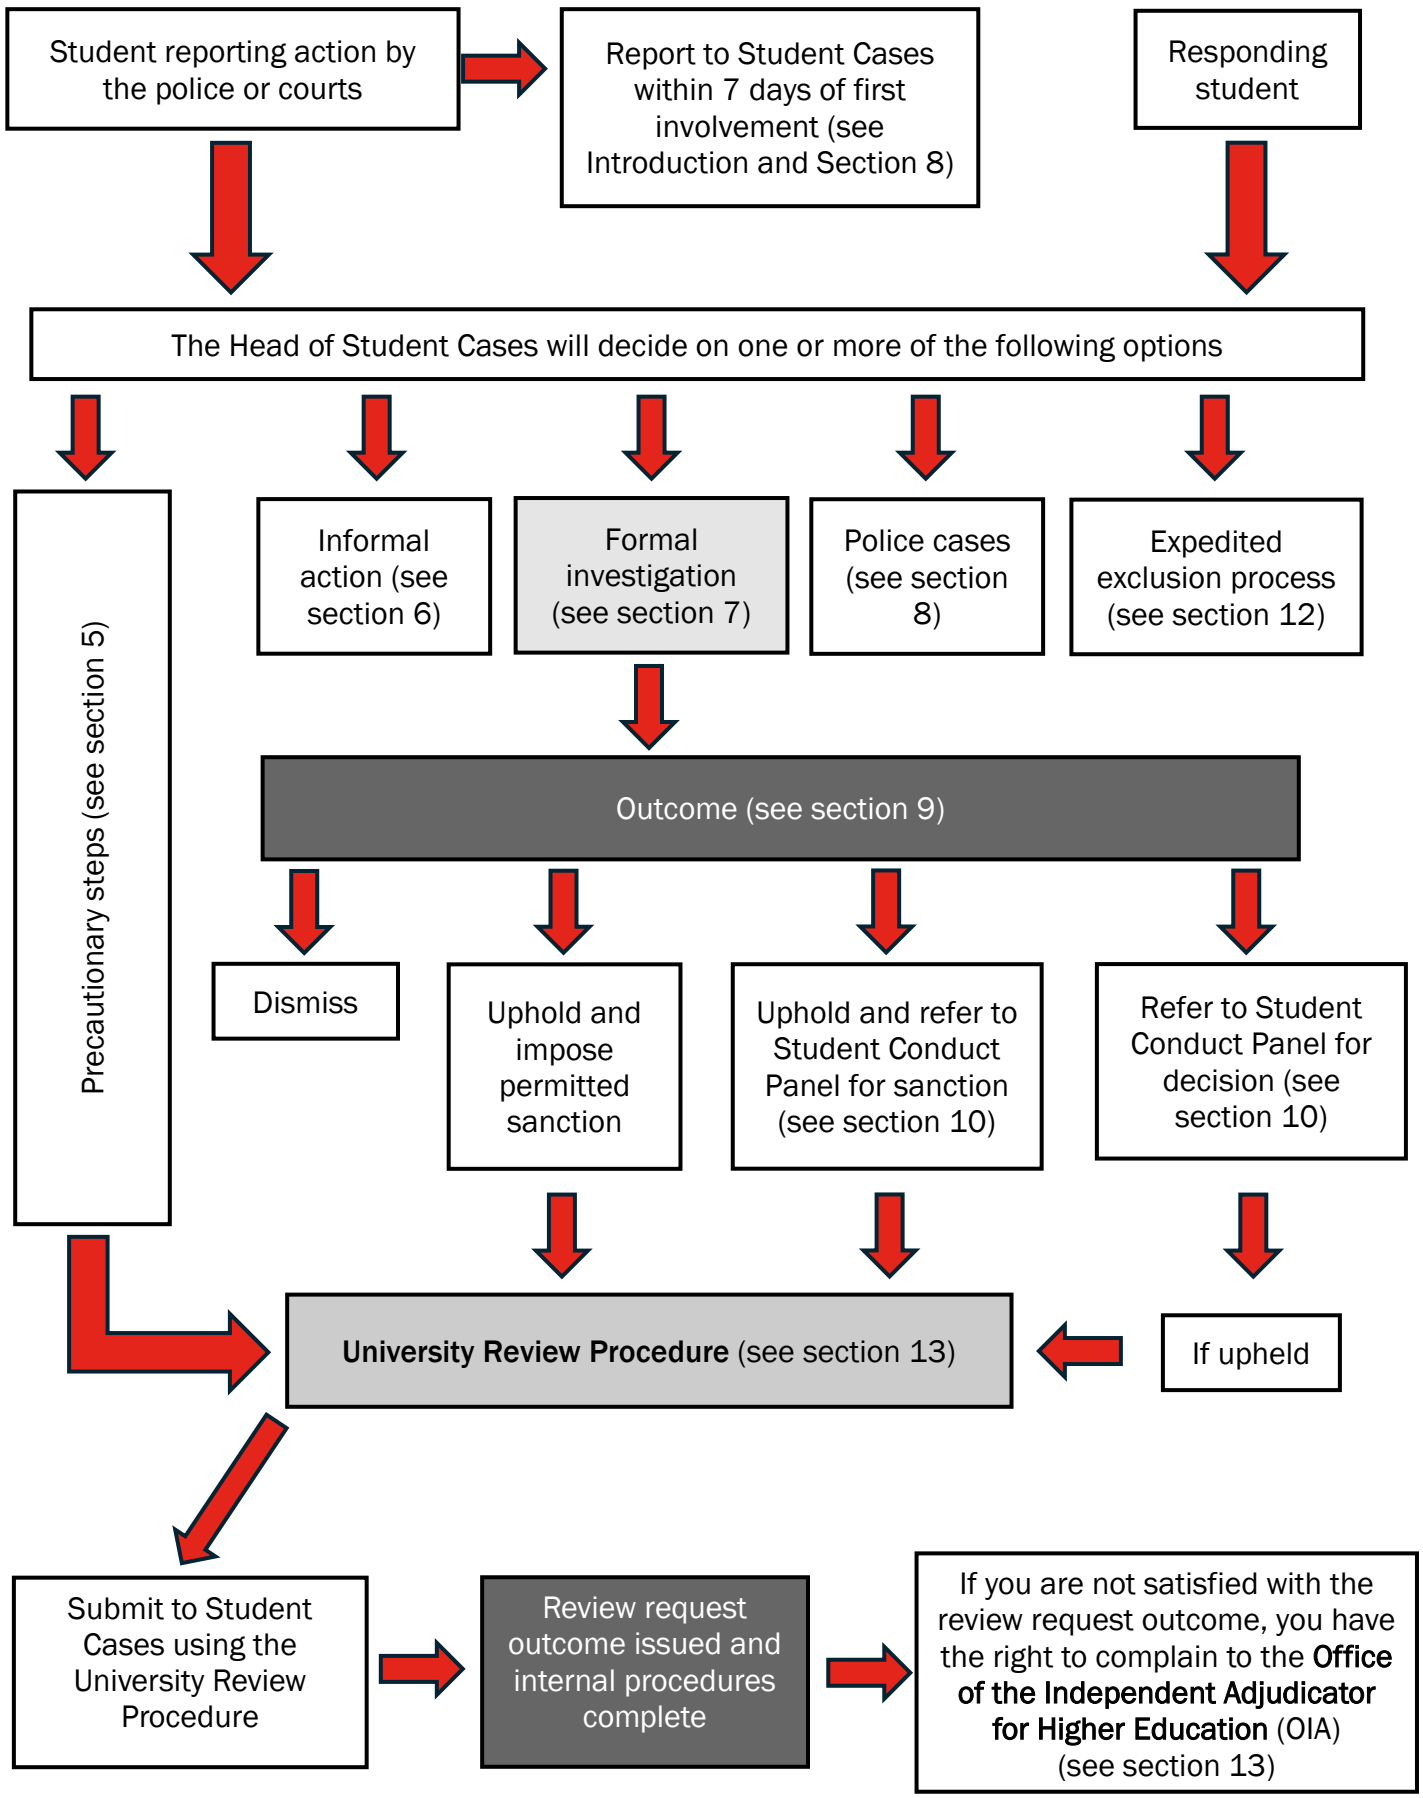 Student reporting action by
the police or courts
Report to Student Cases
within 7 days of first
involvement (see
Introduction and Section 8)
Responding
student
The Head of Student Cases will decide on one or more of the following options
Precautionary steps (see section 5)
Informal
action (see
section 6)
Formal
investigation
(see section 7)
Police cases
(see section
8)
Expedited
exclusion process
(see section 12)
Outcome (see section 9)
Dismiss
Uphold and
impose
permitted
sanction
Uphold and refer to
Student Conduct
Panel for sanction
(see section 10)
Refer to Student
Conduct Panel for
decision (see
section 10)
University Review Procedure (see section 13)
If upheld
Submit to Student
Cases using the
University Review
Procedure
Review request
outcome issued and
internal procedures
complete
If you are not satisfied with the
review request outcome, you have
the right to complain to the Office
of the Independent Adjudicator
for Higher Education (OIA)
(see section 13)